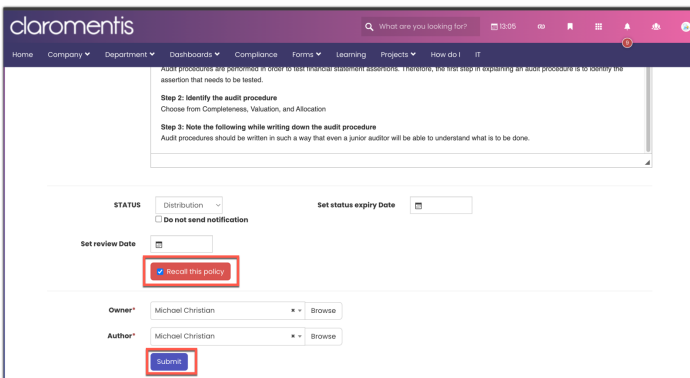 claromentis
What are you looking for?
13:05
Home Company Department Dashboards Compliance Forms Learning Projects How do I IT
Audit procedures are performed in order to test financial statement assertions. Therefore, the first step in explaining an audit procedure is to identify the
assertion that needs to be tested.
Step 2: Identify the audit procedure
Choose from Completeness, Valuation, and Allocation
Step 3: Note the following while writing down the audit procedure
Audit procedures should be written in such a way that even a junior auditor will be able to understand what is to be done.
STATUS Distribution Set status expiry Date
Do not send notification
Set review Date
Recall this policy
Owner* Michael Christian × Browse
Author* Michael Christian × Browse
Submit